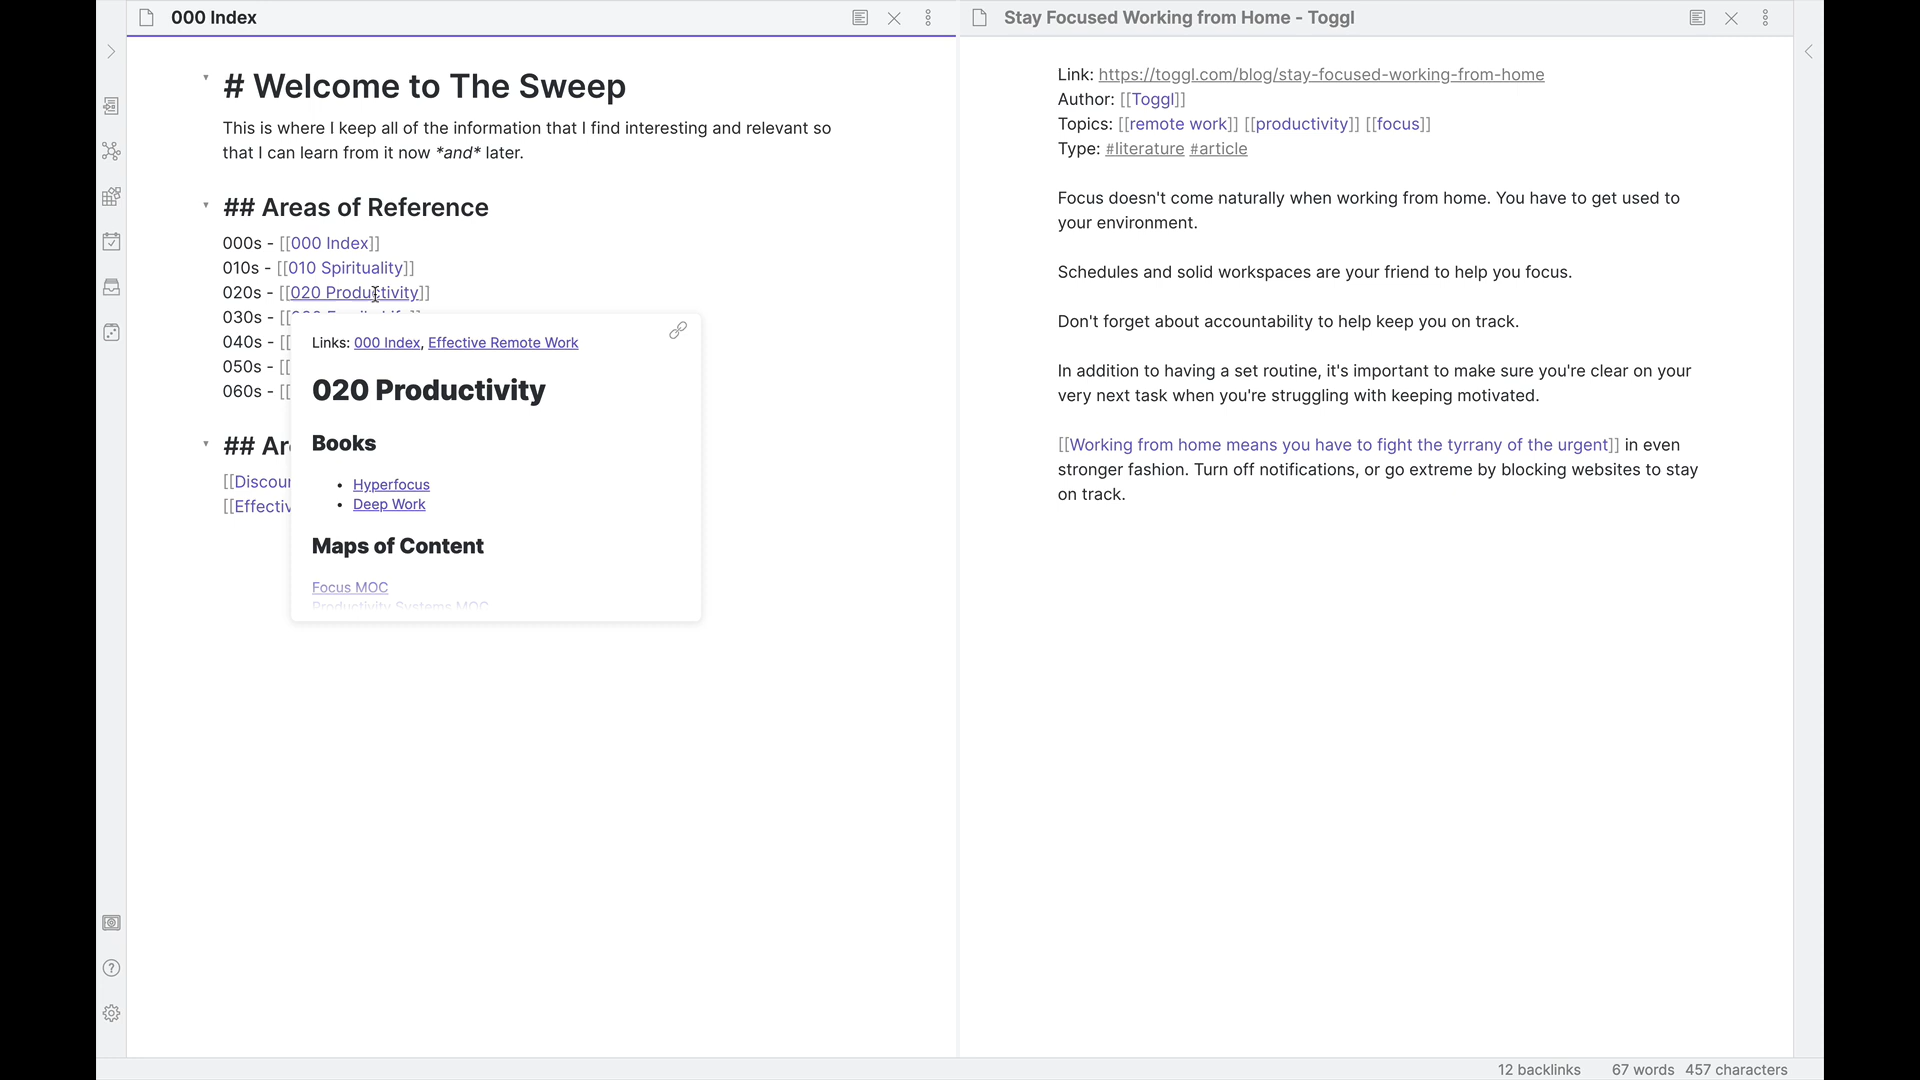 000 Index
# Welcome to The Sweep
This is where I keep all of the information that I find interesting and relevant so
that I can learn from it now *and* later.
## Areas of Reference
000s - [[000 Index]]
010s - [[010 Spirituality]]
020s - [[020 Productivity]]
030s - [[
040s - [[
050s - [[
060s - [[
## Ar
[[Discour
[[Effectiv
Links: 000 Index, Effective Remote Work
020 Productivity
Books
• Hyperfocus
• Deep Work
Maps of Content
Focus MOC
Productivity Systems MOC
Stay Focused Working from Home - Toggl
Link: https://toggl.com/blog/stay-focused-working-from-home
Author: [[Toggl]]
Topics: [[remote work]] [[productivity]] [[focus]]
Type: #literature #article
Focus doesn't come naturally when working from home. You have to get used to
your environment.
Schedules and solid workspaces are your friend to help you focus.
Don't forget about accountability to help keep you on track.
In addition to having a set routine, it's important to make sure you're clear on your
very next task when you're struggling with keeping motivated.
[[Working from home means you have to fight the tyrrany of the urgent]] in even
stronger fashion. Turn off notifications, or go extreme by blocking websites to stay
on track.
12 backlinks 67 words 457 characters